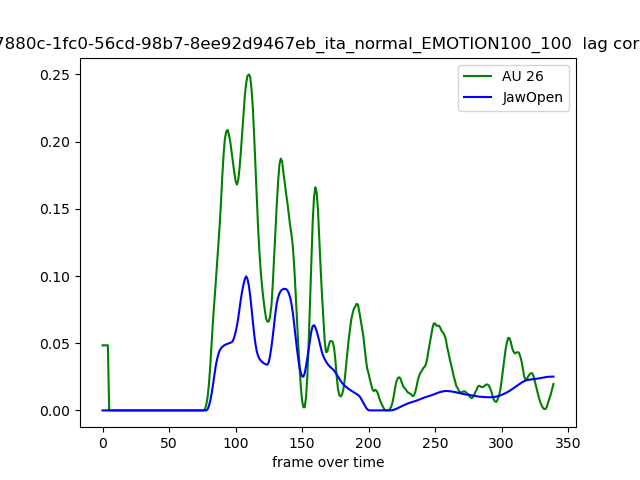 7880c-1fc0-56cd-98b7-8ee92d9467eb_ita_normal_EMOTION100_100 lag cor
AU 26
JawOpen
0.25
0.20
0.15
0.10
0.05
0.00
0 50 100 150 200 250 300 350
frame over time